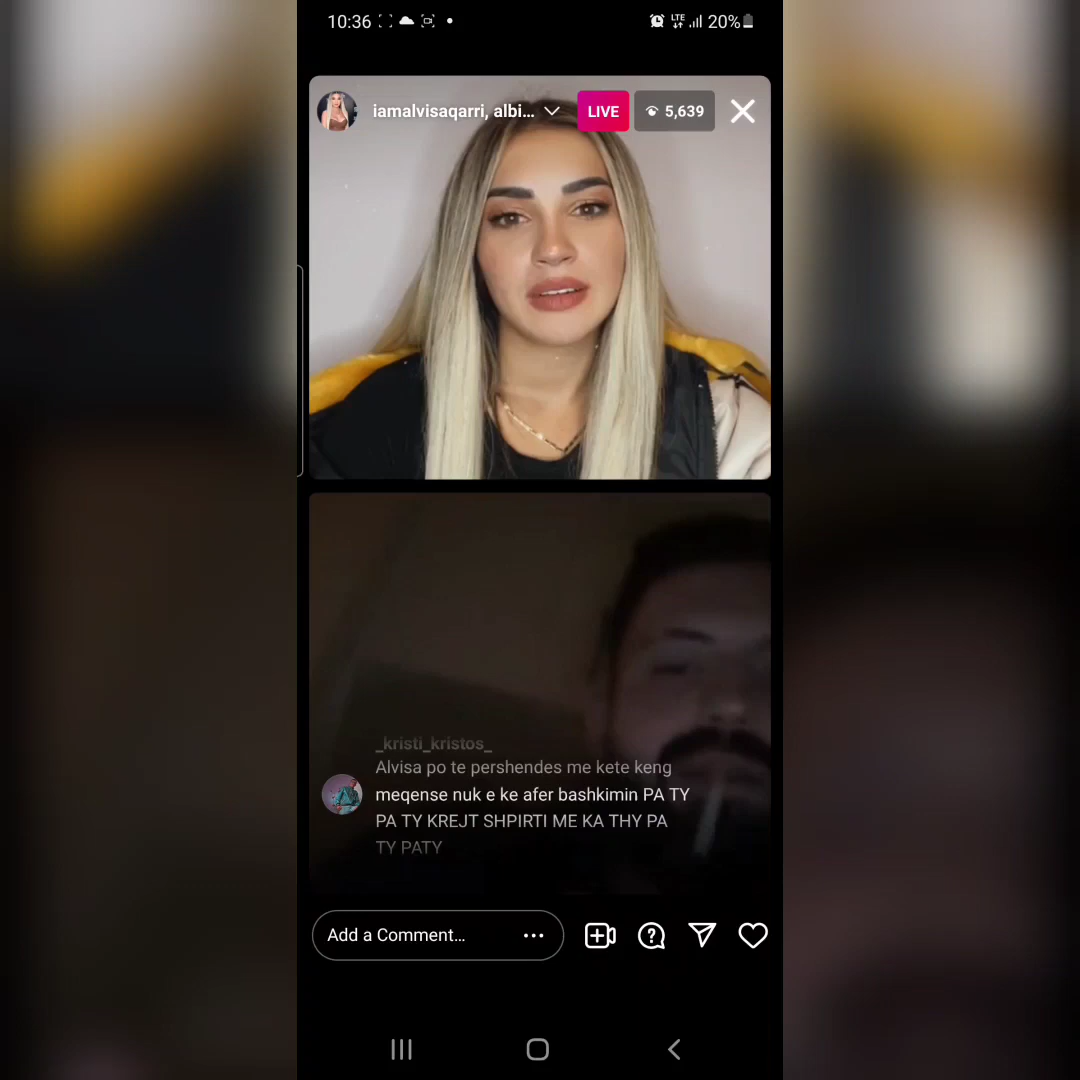 10:36
LTE
20%
iamalvisaqarri, albi...
LIVE
5,639
_kristi_kristos_
Alvisa po te pershendes me kete keng
meqense nuk e ke afer bashkimin PA TY
PA TY KREJT SHPIRTI ME KA THY PA
TY PATY
Add a Comment...